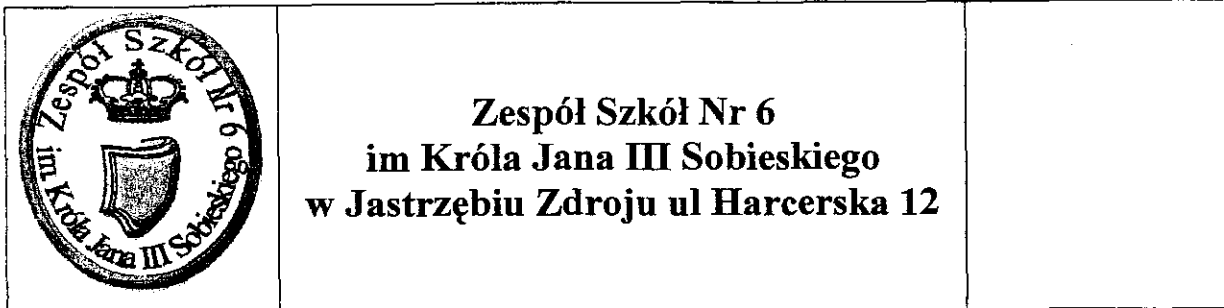 Zespół Szkół Nr 6
im Króla Jana III Sobieskiego
Zespół Szkół Nr 6
im Króla Jana III Sobieskiego
w Jastrzębiu Zdroju ul Harcerska 12